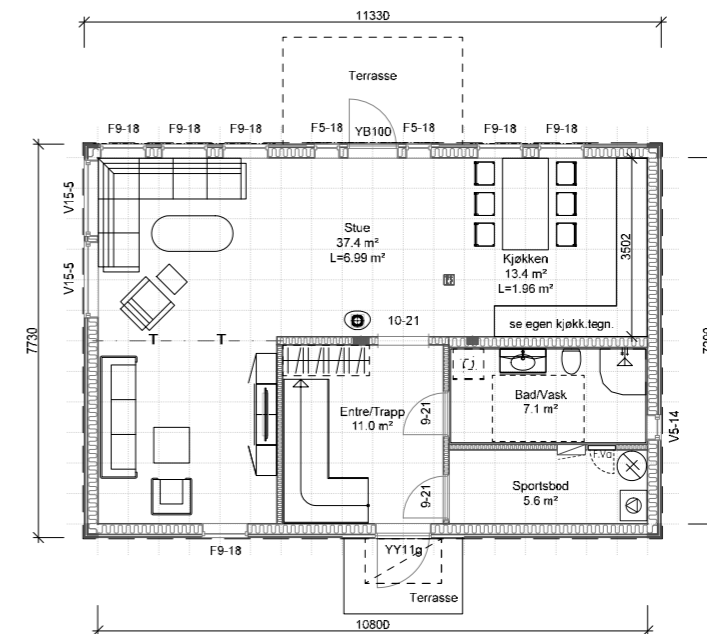 11330
Terrasse
F9-18 F9-18 F9-18 F5-18 YB100 F5-18 F9-18 F9-18
V15-5
V15-5
Stue
37.4 m²
L=6.99 m²
Kjøkken
13.4 m²
L=1.96 m²
3502
se egen kjøkk.tegn.
10-21
7730
7200
T T
Entre/Trapp
11.0 m²
9-21
Bad/Vask
7.1 m²
V5-14
9-21
F.Vg
Sportsbod
5.6 m²
F9-18
YY11g
Terrasse
10800